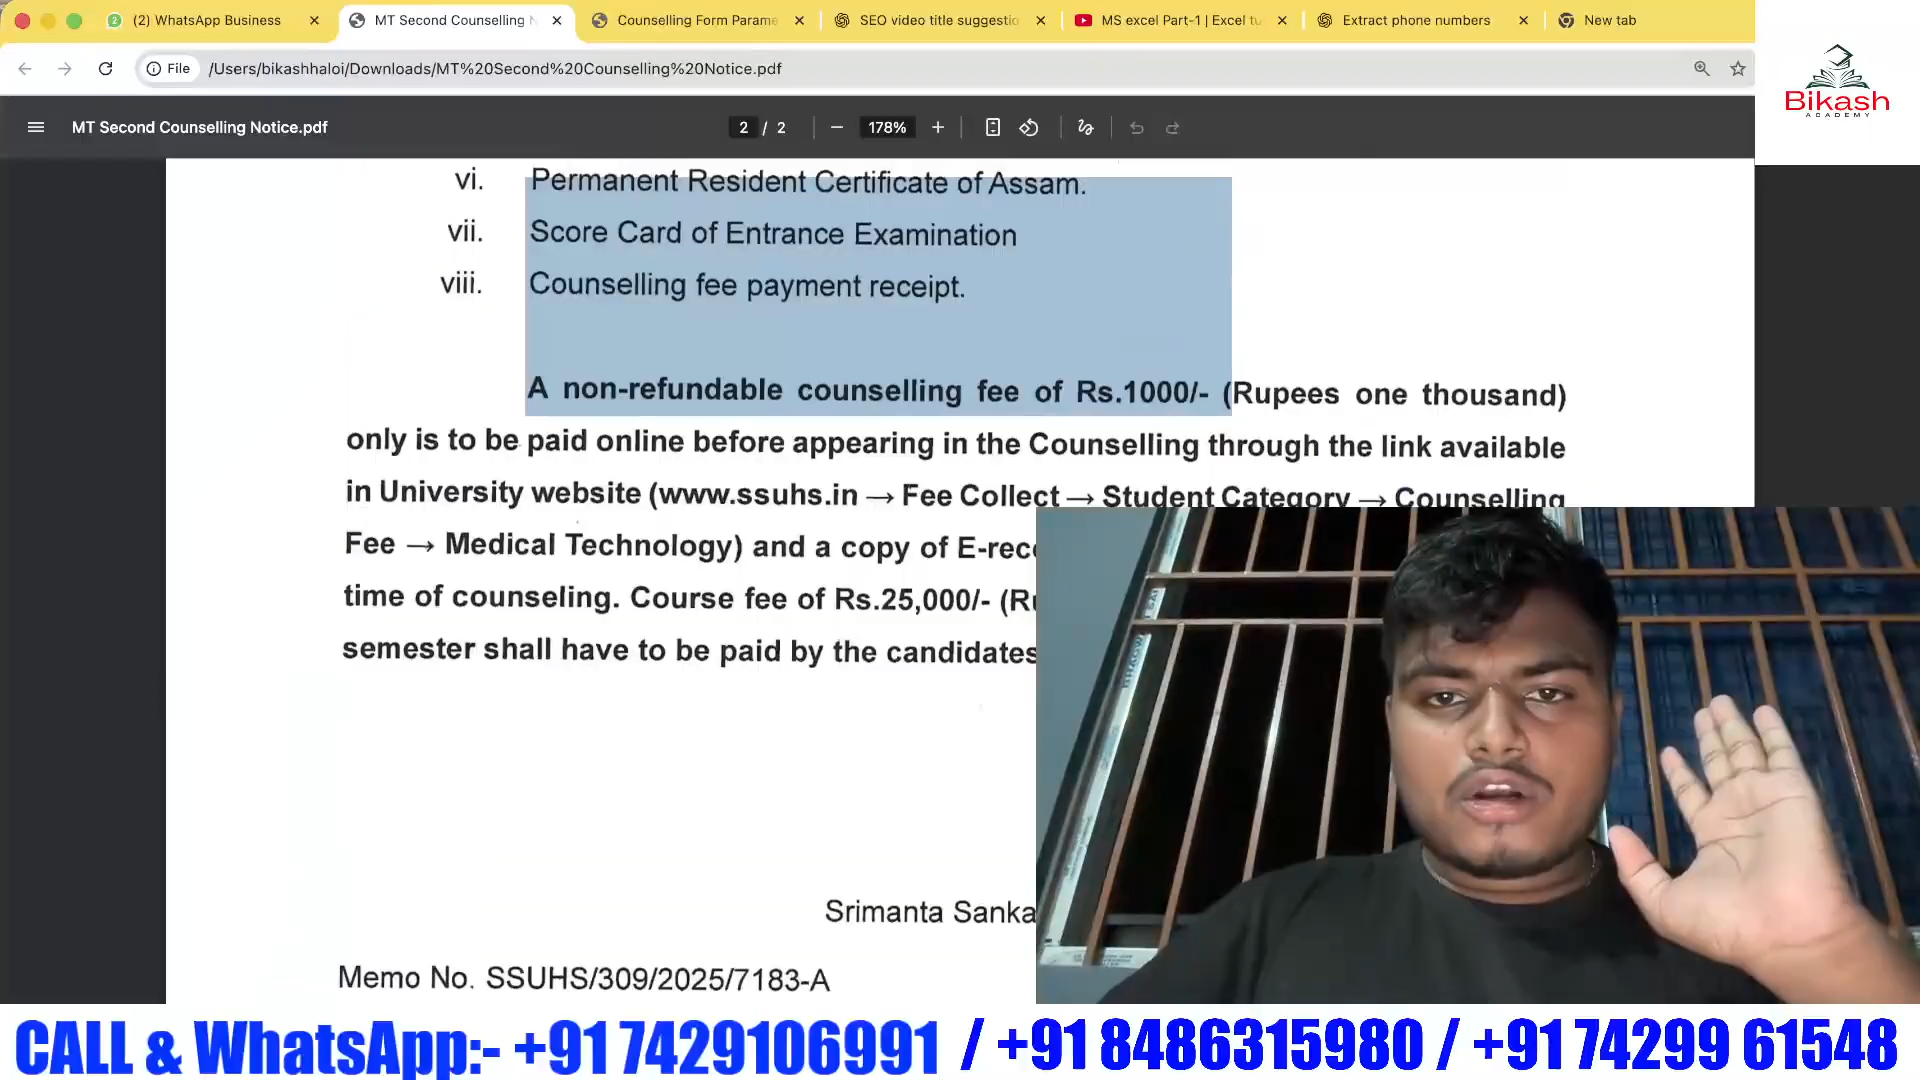 (2) WhatsApp Business
MT Second Counselling N
Counselling Form Parame
SEO video title suggestio
MS excel Part-1 | Excel tu
Extract phone numbers
New tab
File
/Users/bikashhaloi/Downloads/MT%20Second%20Counselling%20Notice.pdf
Bikash
ACADEMY
MT Second Counselling Notice.pdf
2 / 2
178%
vi. Permanent Resident Certificate of Assam.
vii. Score Card of Entrance Examination
viii. Counselling fee payment receipt.
A non-refundable counselling fee of Rs.1000/- (Rupees one thousand)
only is to be paid online before appearing in the Counselling through the link available
in University website (www.ssuhs.in → Fee Collect → Student Category → Counselling
Fee → Medical Technology) and a copy of E-rec
time of counseling. Course fee of Rs.25,000/- (Ru
semester shall have to be paid by the candidates
Srimanta Sanka
Memo No. SSUHS/309/2025/7183-A
CALL & WhatsApp:- +91 7429106991 / +91 8486315980 / +91 74299 61548